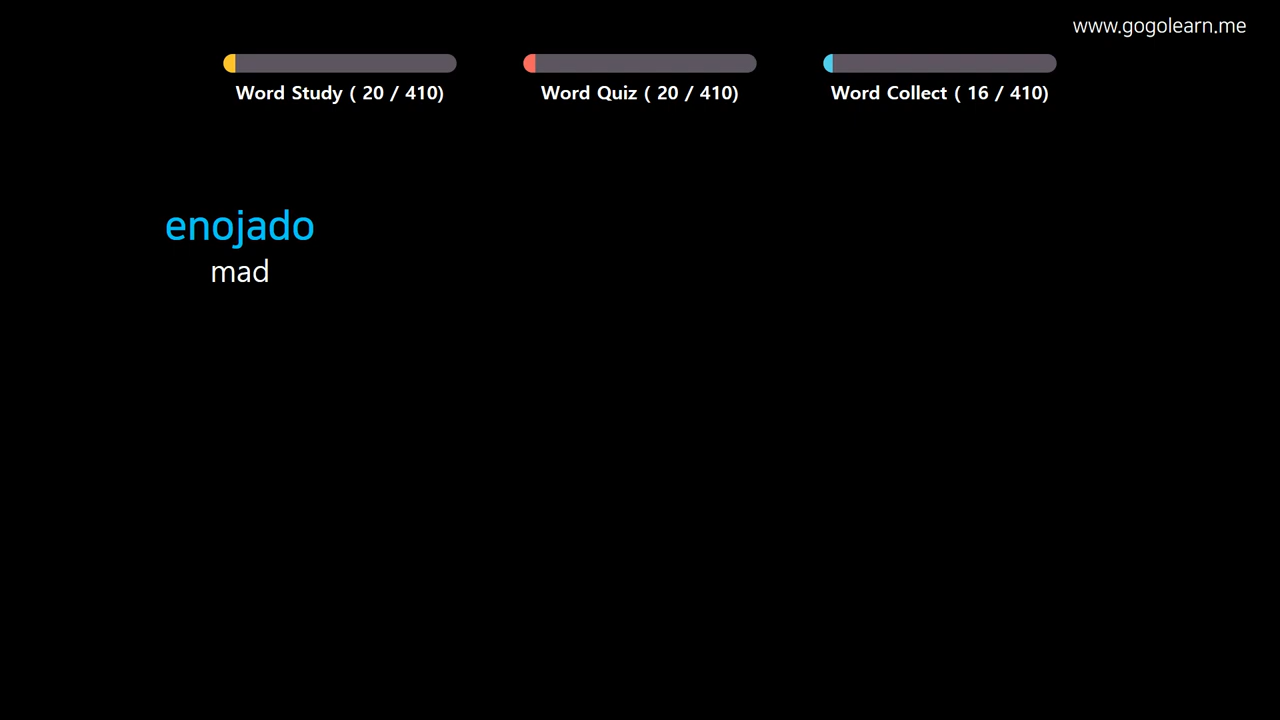 www.gogolearn.me
Word Study ( 20 / 410)
Word Quiz ( 20 / 410)
Word Collect ( 16 / 410)
enojado
mad